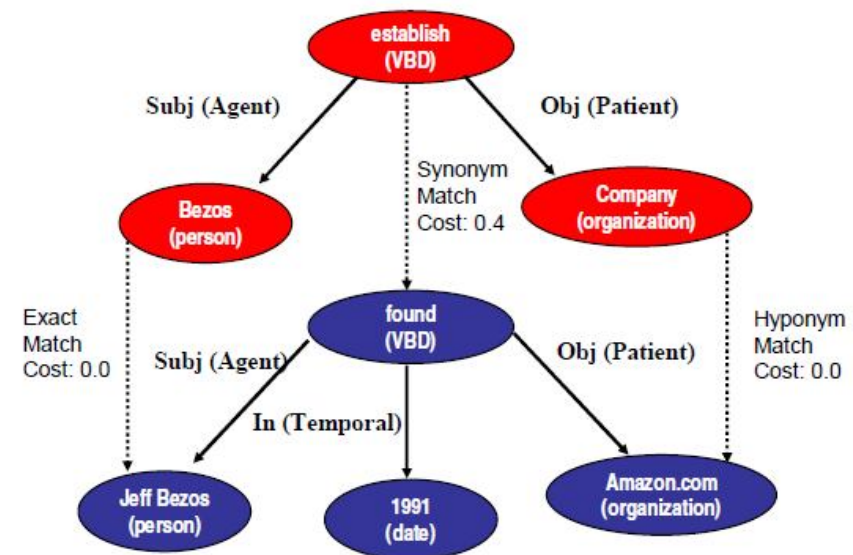 establish
(VBD)
Subj (Agent)
Obj (Patient)
Bezos
(person)
Synonym
Match
Cost: 0.4
Company
(organization)
Exact
Match
Cost: 0.0
found
(VBD)
Hyponym
Match
Cost: 0.0
Subj (Agent)
In (Temporal)
Obj (Patient)
Jeff Bezos
(person)
1991
(date)
Amazon.com
(organization)